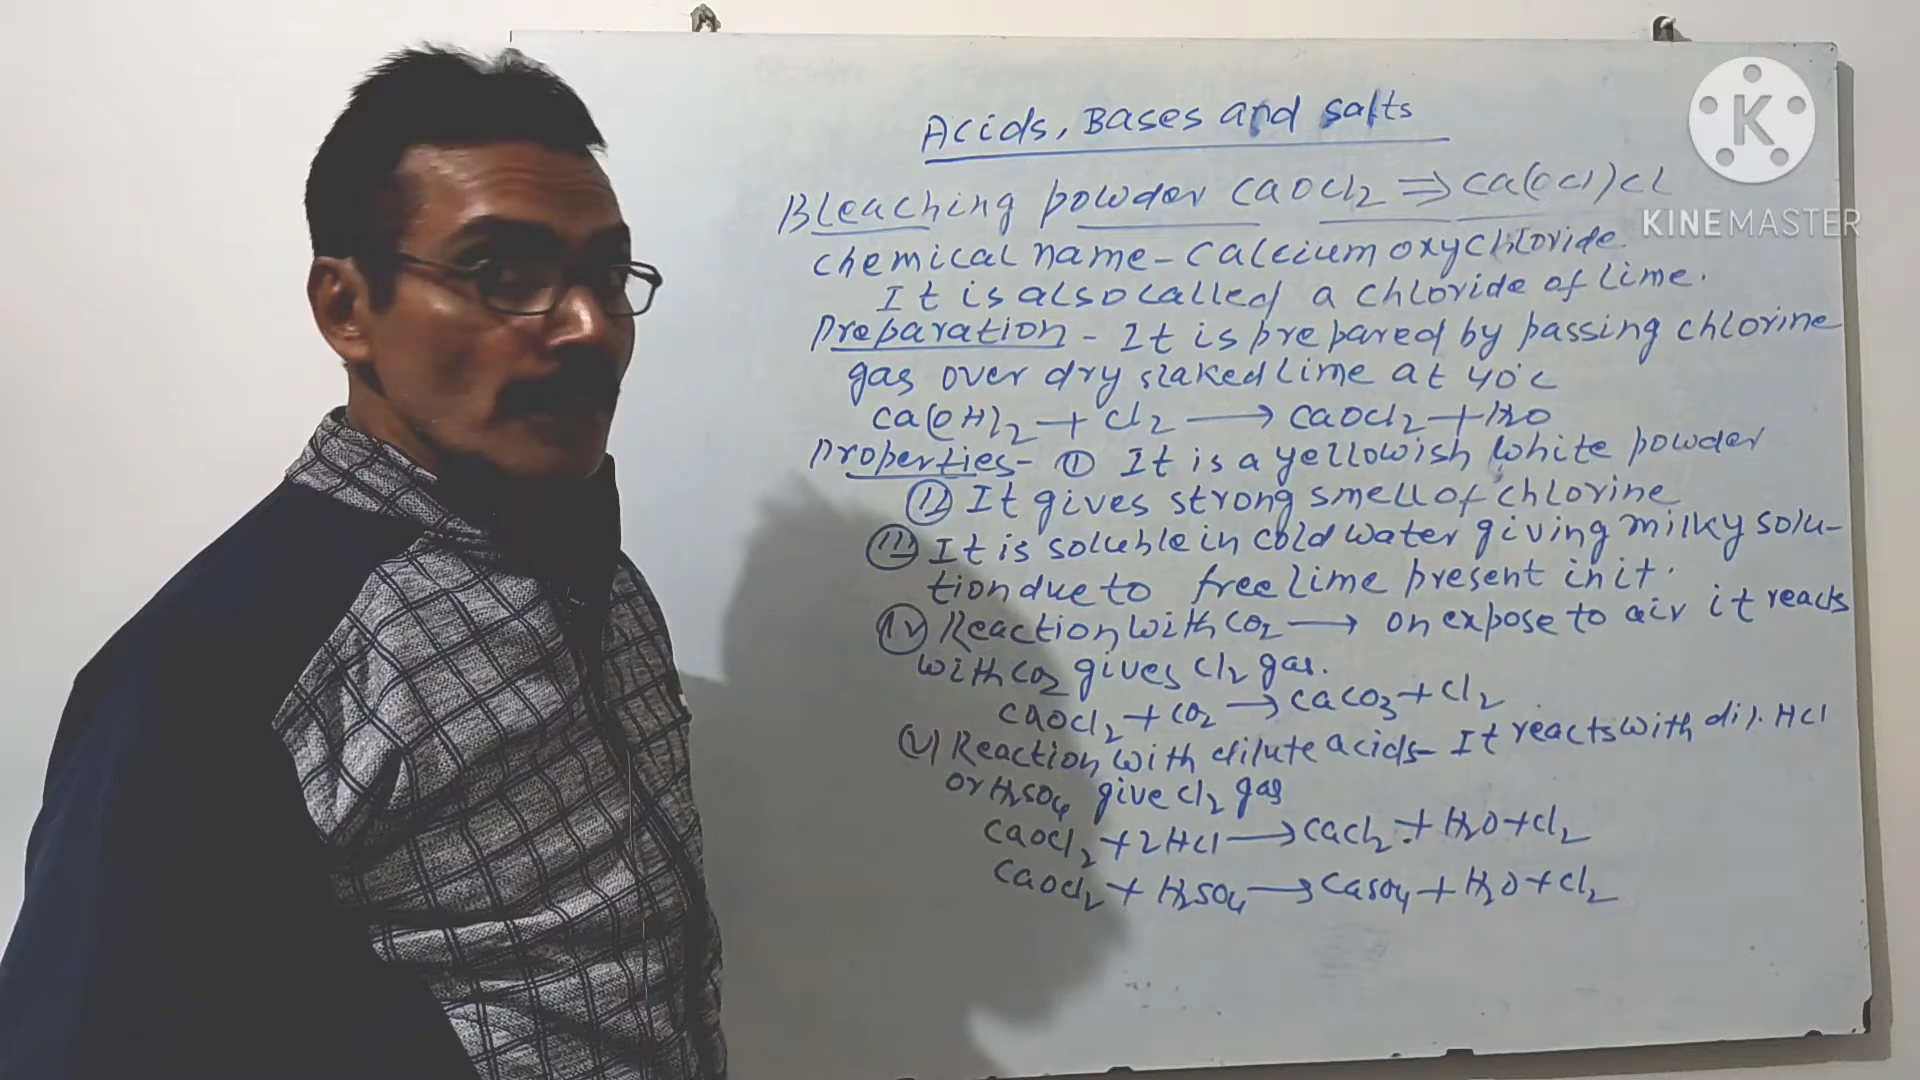 Acids, Bases and salts
Bleaching powder CaOCl2 ⇒ Ca(OCl)Cl
chemical name - Calcium oxychloride.
It is also called a chloride of lime.
Preparation - It is prepared by passing chlorine
gas over dry slaked lime at 40°C
Ca(OH)2 + Cl2 → CaOCl2 + H2O
Properties - (i) It is a yellowish white powder
(ii) It gives strong smell of chlorine
(iii) It is soluble in cold water giving milky solu-
tion due to free lime present in it.
(iv) Reaction with CO2 → on expose to air it reacts
with CO2 gives Cl2 gas.
CaOCl2 + CO2 → CaCO3 + Cl2
(v) Reaction with dilute acids - It reacts with dil. HCl
or H2SO4 give Cl2 gas
CaOCl2 + 2HCl → CaCl2 + H2O + Cl2
CaOCl2 + H2SO4 → CaSO4 + H2O + Cl2
K
KINEMASTER